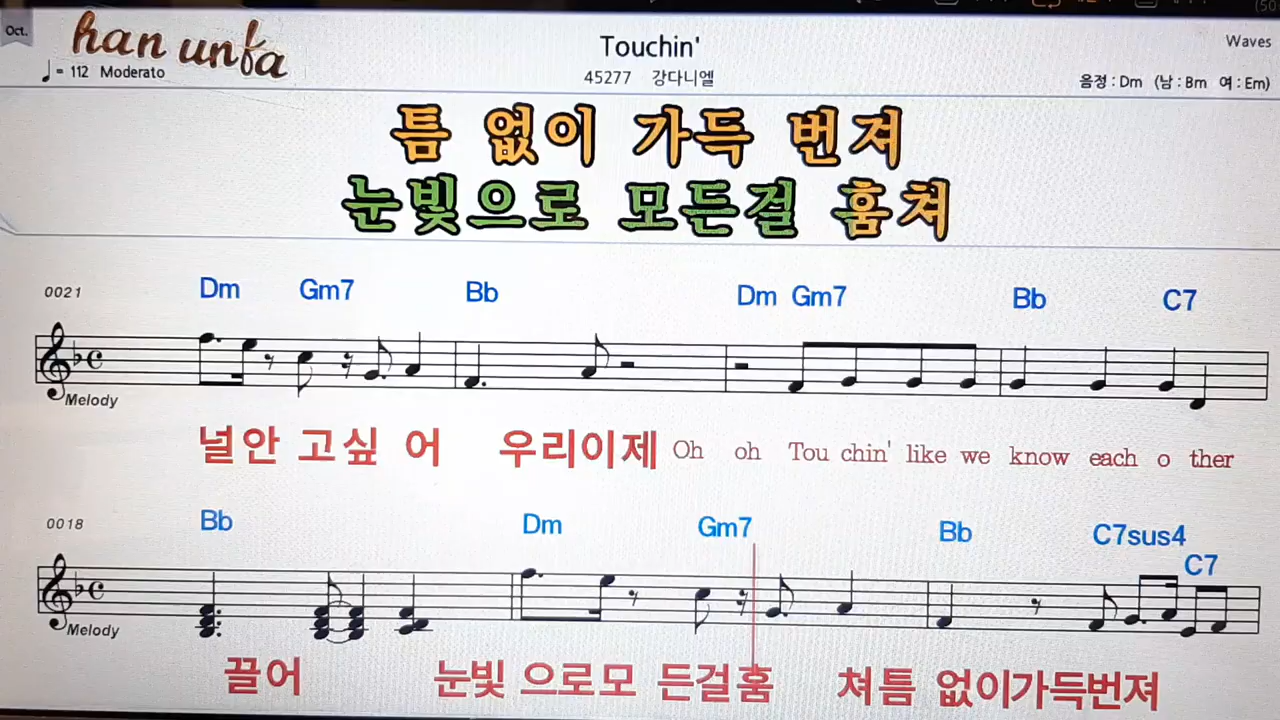 Oct.
han unfa
Touchin'
Waves
♩= 112 Moderato
45277 강다니엘
음정 : Dm (남 : Bm 여 : Em)
틈 없이 가득 번져
눈빛으로 모든걸 훔쳐
0021 Dm Gm7 Bb Dm Gm7 Bb C7
Melody
널안 고싶 어 우리이제 Oh oh Tou chin' like we know each o ther
0018 Bb Dm Gm7 Bb C7sus4 C7
Melody
끌어 눈빛 으로모 든걸훔 쳐틈 없이가득번져